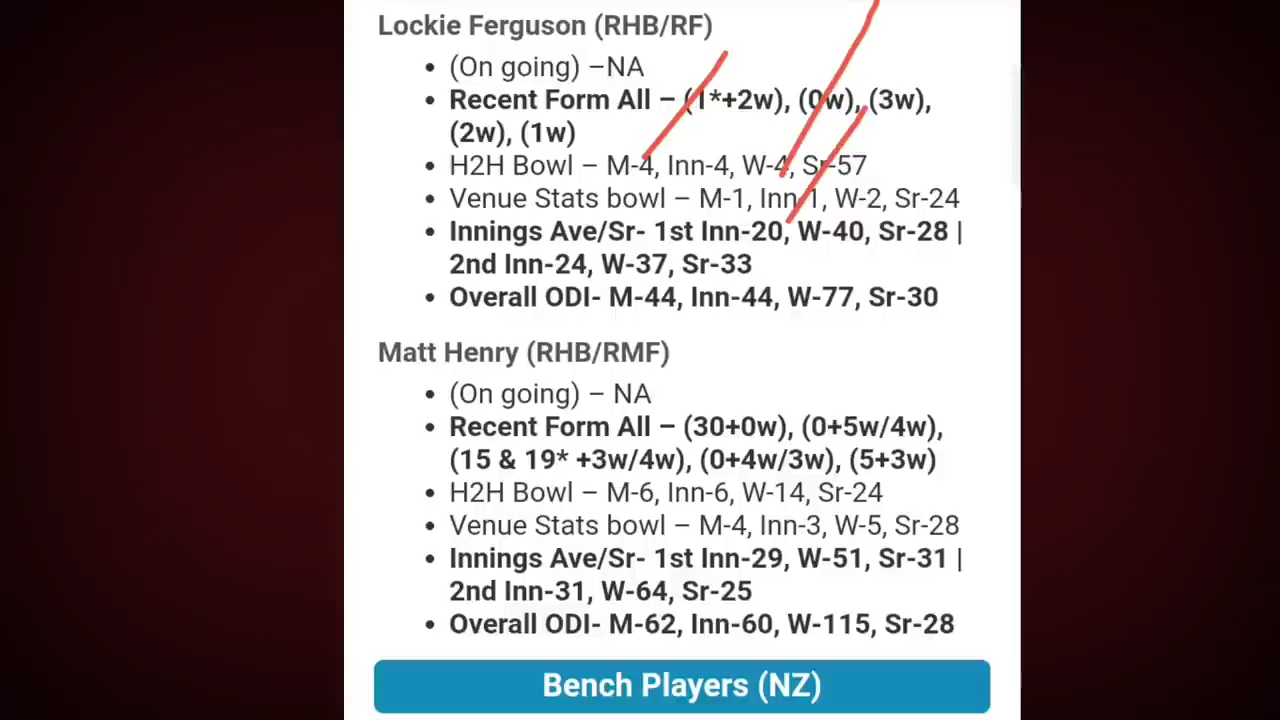 Lockie Ferguson (RHB/RF)
• (On going) –NA
• Recent Form All – (1*+2w), (0w), (3w),
(2w), (1w)
• H2H Bowl – M-4, Inn-4, W-4, Sr-57
• Venue Stats bowl – M-1, Inn-1, W-2, Sr-24
• Innings Ave/Sr- 1st Inn-20, W-40, Sr-28 |
2nd Inn-24, W-37, Sr-33
• Overall ODI- M-44, Inn-44, W-77, Sr-30
Matt Henry (RHB/RMF)
• (On going) – NA
• Recent Form All – (30+0w), (0+5w/4w),
(15 & 19* +3w/4w), (0+4w/3w), (5+3w)
• H2H Bowl – M-6, Inn-6, W-14, Sr-24
• Venue Stats bowl – M-4, Inn-3, W-5, Sr-28
• Innings Ave/Sr- 1st Inn-29, W-51, Sr-31 |
2nd Inn-31, W-64, Sr-25
• Overall ODI- M-62, Inn-60, W-115, Sr-28
Bench Players (NZ)